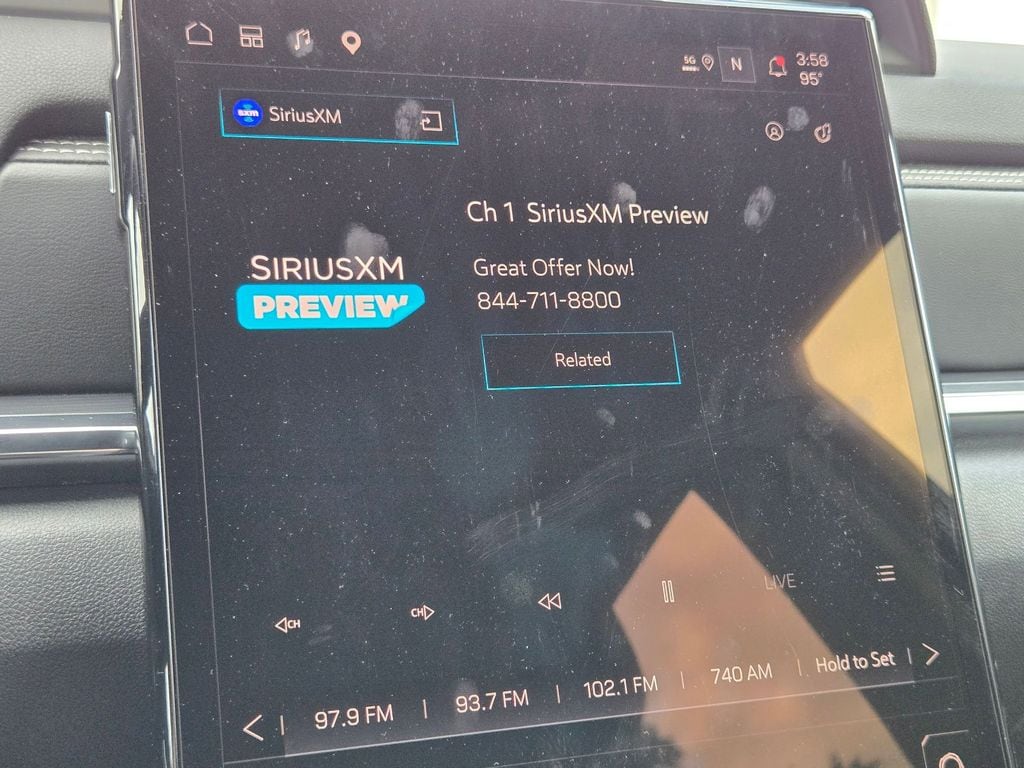 5G N 3:58
95°
sxm SiriusXM
Ch 1 SiriusXM Preview
SIRIUSXM
PREVIEW
Great Offer Now!
844-711-8800
Related
CH CH LIVE
97.9 FM | 93.7 FM | 102.1 FM | 740 AM | Hold to Set |